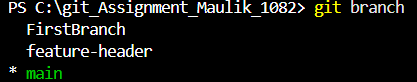 PS C:\git_Assignment_Maulik_1082> git branch
  FirstBranch
  feature-header
* main